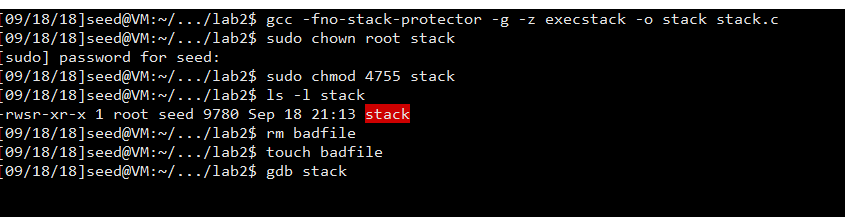 [09/18/18]seed@VM:~/.../lab2$ gcc -fno-stack-protector -g -z execstack -o stack stack.c
[09/18/18]seed@VM:~/.../lab2$ sudo chown root stack
[sudo] password for seed:
[09/18/18]seed@VM:~/.../lab2$ sudo chmod 4755 stack
[09/18/18]seed@VM:~/.../lab2$ ls -l stack
-rwsr-xr-x 1 root seed 9780 Sep 18 21:13 stack
[09/18/18]seed@VM:~/.../lab2$ rm badfile
[09/18/18]seed@VM:~/.../lab2$ touch badfile
[09/18/18]seed@VM:~/.../lab2$ gdb stack